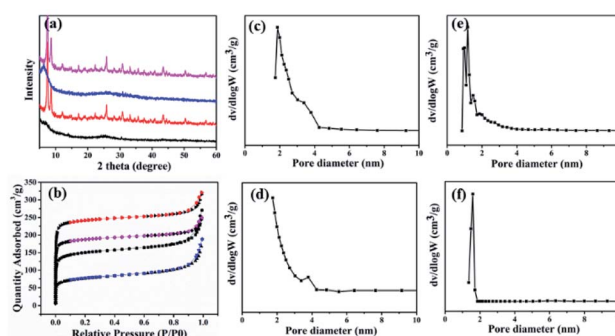 (a)
Intensity
10 20 30 40 50 60
2 theta (degree)
(b)
Quantity Adsorbed (cm³/g)
350
300
250
200
150
100
50
0
0.0 0.2 0.4 0.6 0.8 1.0
Relative Pressure (P/P0)
(c)
dv/dlogW (cm³/g)
0 2 4 6 8 10
Pore diameter (nm)
(d)
dv/dlogW (cm³/g)
0 2 4 6 8 10
Pore diameter (nm)
(e)
dv/dlogW (cm³/g)
0 2 4 6 8 10
Pore diameter (nm)
(f)
dv/dlogW (cm³/g)
0 2 4 6 8 10
Pore diameter (nm)